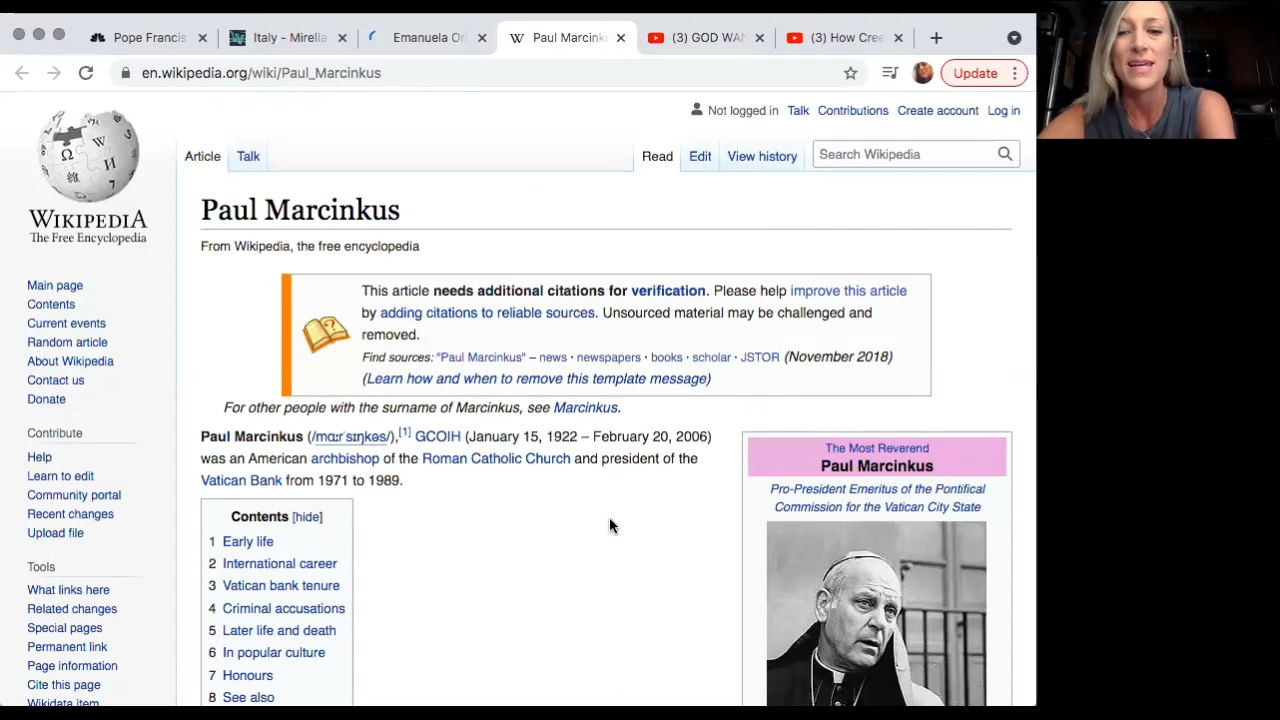 Pope Francis
Italy - Mirella
Emanuela Or
Paul Marcink
(3) GOD WAN
(3) How Cree
en.wikipedia.org/wiki/Paul_Marcinkus
Update
Not logged in Talk Contributions Create account Log in
Article Talk Read Edit View history Search Wikipedia
WIKIPEDIA
The Free Encyclopedia
Main page
Contents
Current events
Random article
About Wikipedia
Contact us
Donate
Contribute
Help
Learn to edit
Community portal
Recent changes
Upload file
Tools
What links here
Related changes
Special pages
Permanent link
Page information
Cite this page
Wikidata item
Paul Marcinkus
From Wikipedia, the free encyclopedia
This article needs additional citations for verification. Please help improve this article
by adding citations to reliable sources. Unsourced material may be challenged and
removed.
Find sources: "Paul Marcinkus" – news · newspapers · books · scholar · JSTOR (November 2018)
(Learn how and when to remove this template message)
For other people with the surname of Marcinkus, see Marcinkus.
Paul Marcinkus (/mɑːrˈsɪŋkəs/),[1] GCOIH (January 15, 1922 – February 20, 2006)
was an American archbishop of the Roman Catholic Church and president of the
Vatican Bank from 1971 to 1989.
Contents [hide]
1 Early life
2 International career
3 Vatican bank tenure
4 Criminal accusations
5 Later life and death
6 In popular culture
7 Honours
8 See also
The Most Reverend
Paul Marcinkus
Pro-President Emeritus of the Pontifical
Commission for the Vatican City State